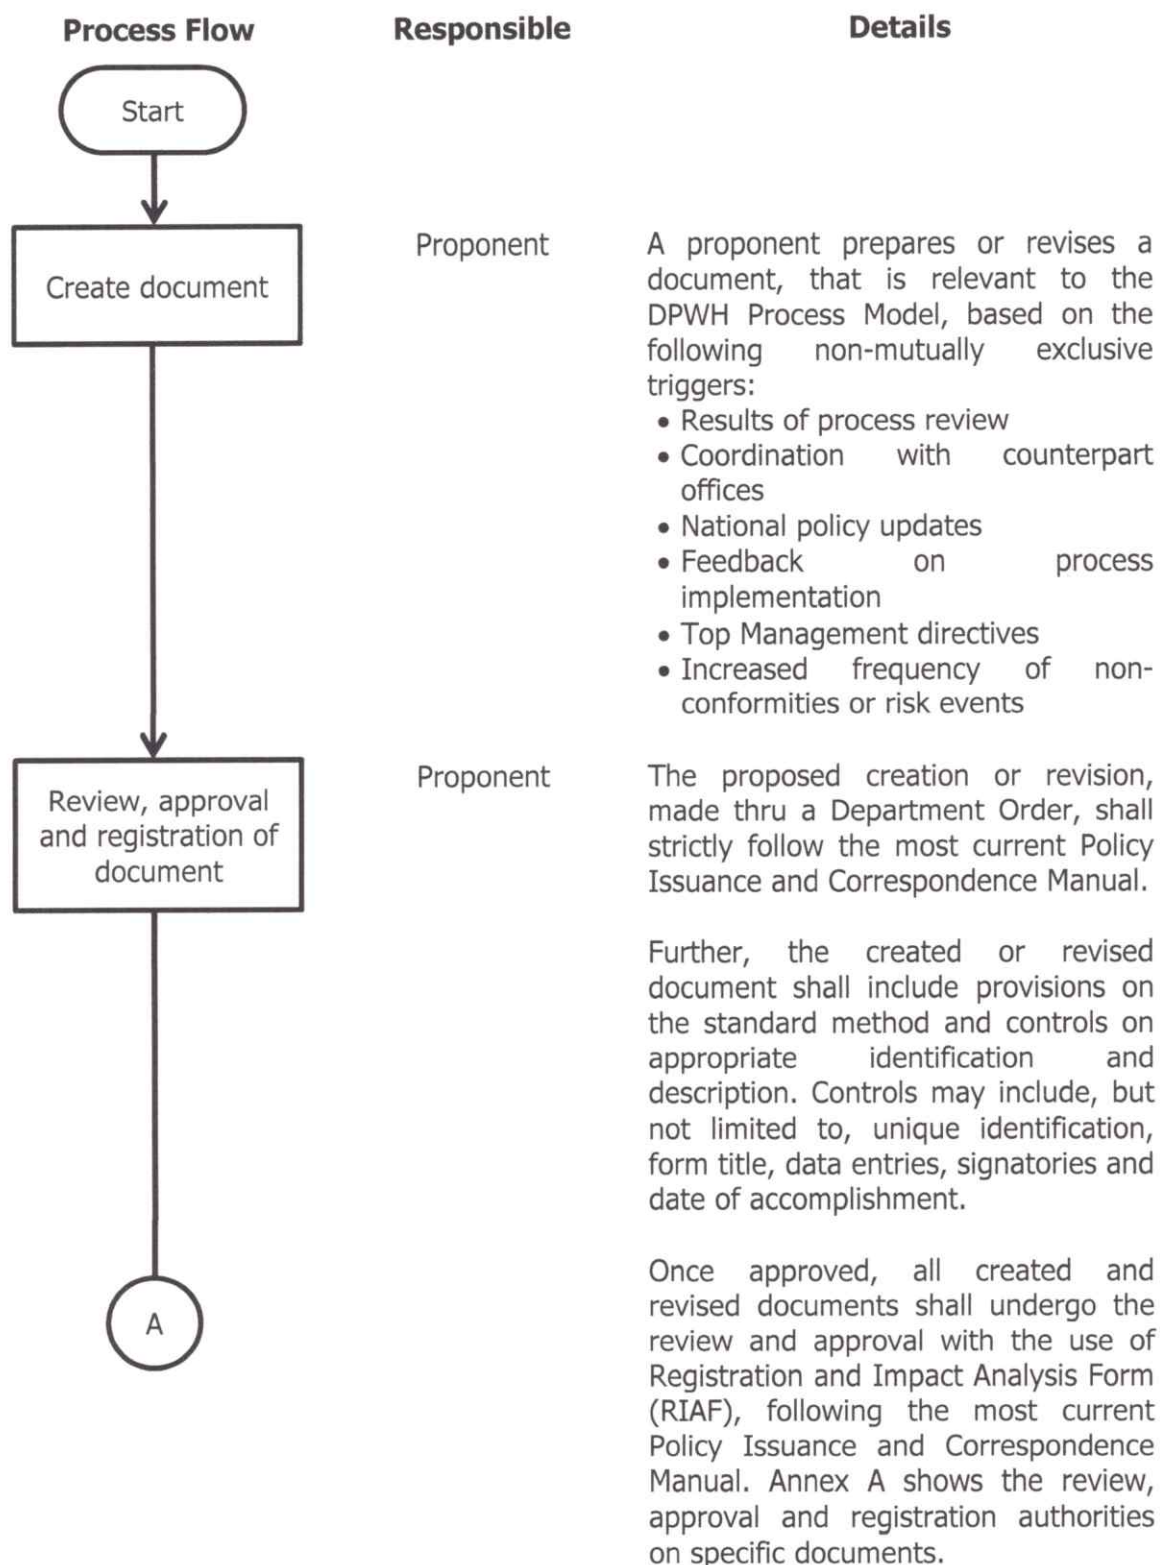 Process Flow
Responsible
Details
Start
Create document
Proponent
A proponent prepares or revises a
document, that is relevant to the
DPWH Process Model, based on the
following non-mutually exclusive
triggers:
• Results of process review
• Coordination with counterpart
offices
• National policy updates
• Feedback on process
implementation
• Top Management directives
• Increased frequency of non-
conformities or risk events
Review, approval
and registration of
document
Proponent
The proposed creation or revision,
made thru a Department Order, shall
strictly follow the most current Policy
Issuance and Correspondence Manual.
Further, the created or revised
document shall include provisions on
the standard method and controls on
appropriate identification and
description. Controls may include, but
not limited to, unique identification,
form title, data entries, signatories and
date of accomplishment.
A
Once approved, all created and
revised documents shall undergo the
review and approval with the use of
Registration and Impact Analysis Form
(RIAF), following the most current
Policy Issuance and Correspondence
Manual. Annex A shows the review,
approval and registration authorities
on specific documents.